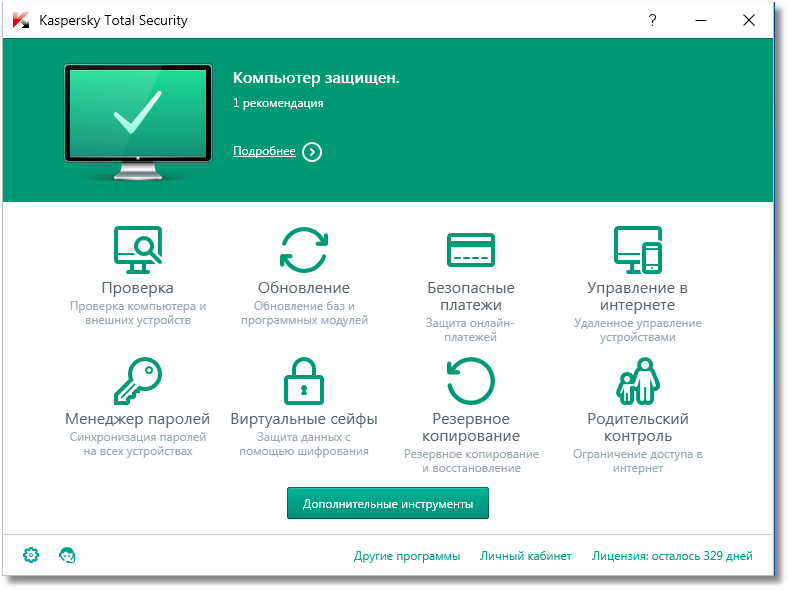 Kaspersky Total Security
?
Компьютер защищен.
1 рекомендация
Подробнее
Проверка
Проверка компьютера и
внешних устройств
Обновление
Обновление баз и
программных модулей
Безопасные
платежи
Защита онлайн-
платежей
Управление в
интернете
Удаленное управление
устройствами
Менеджер паролей
Синхронизация паролей
на всех устройствах
Виртуальные сейфы
Защита данных с
помощью шифрования
Резервное
копирование
Резервное копирование
и восстановление
Родительский
контроль
Ограничение доступа в
интернет
Дополнительные инструменты
Другие программы
Личный кабинет
Лицензия: осталось 329 дней